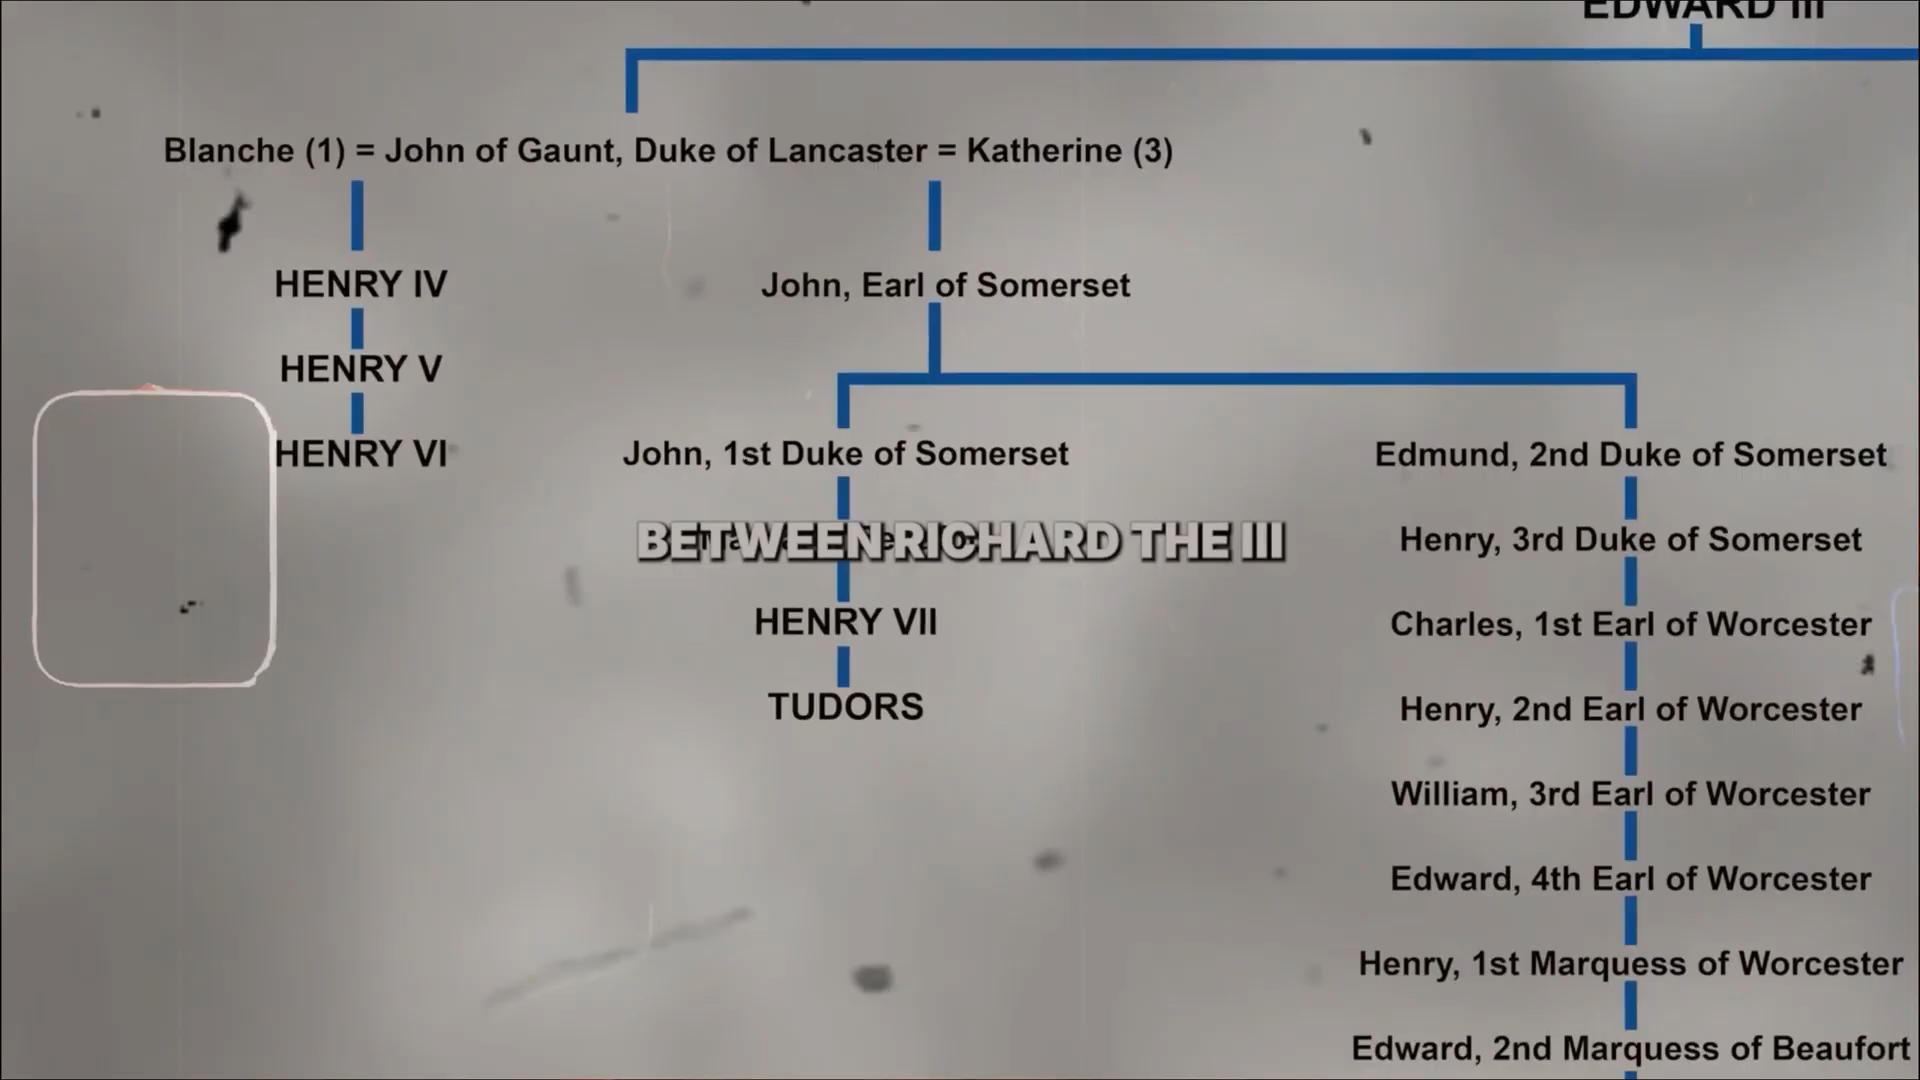 EDWARD III
Blanche (1) = John of Gaunt, Duke of Lancaster = Katherine (3)
HENRY IV
John, Earl of Somerset
HENRY V
HENRY VI
John, 1st Duke of Somerset
Edmund, 2nd Duke of Somerset
BETWEEN RICHARD THE III
Henry, 3rd Duke of Somerset
HENRY VII
Charles, 1st Earl of Worcester
TUDORS
Henry, 2nd Earl of Worcester
William, 3rd Earl of Worcester
Edward, 4th Earl of Worcester
Henry, 1st Marquess of Worcester
Edward, 2nd Marquess of Beaufort